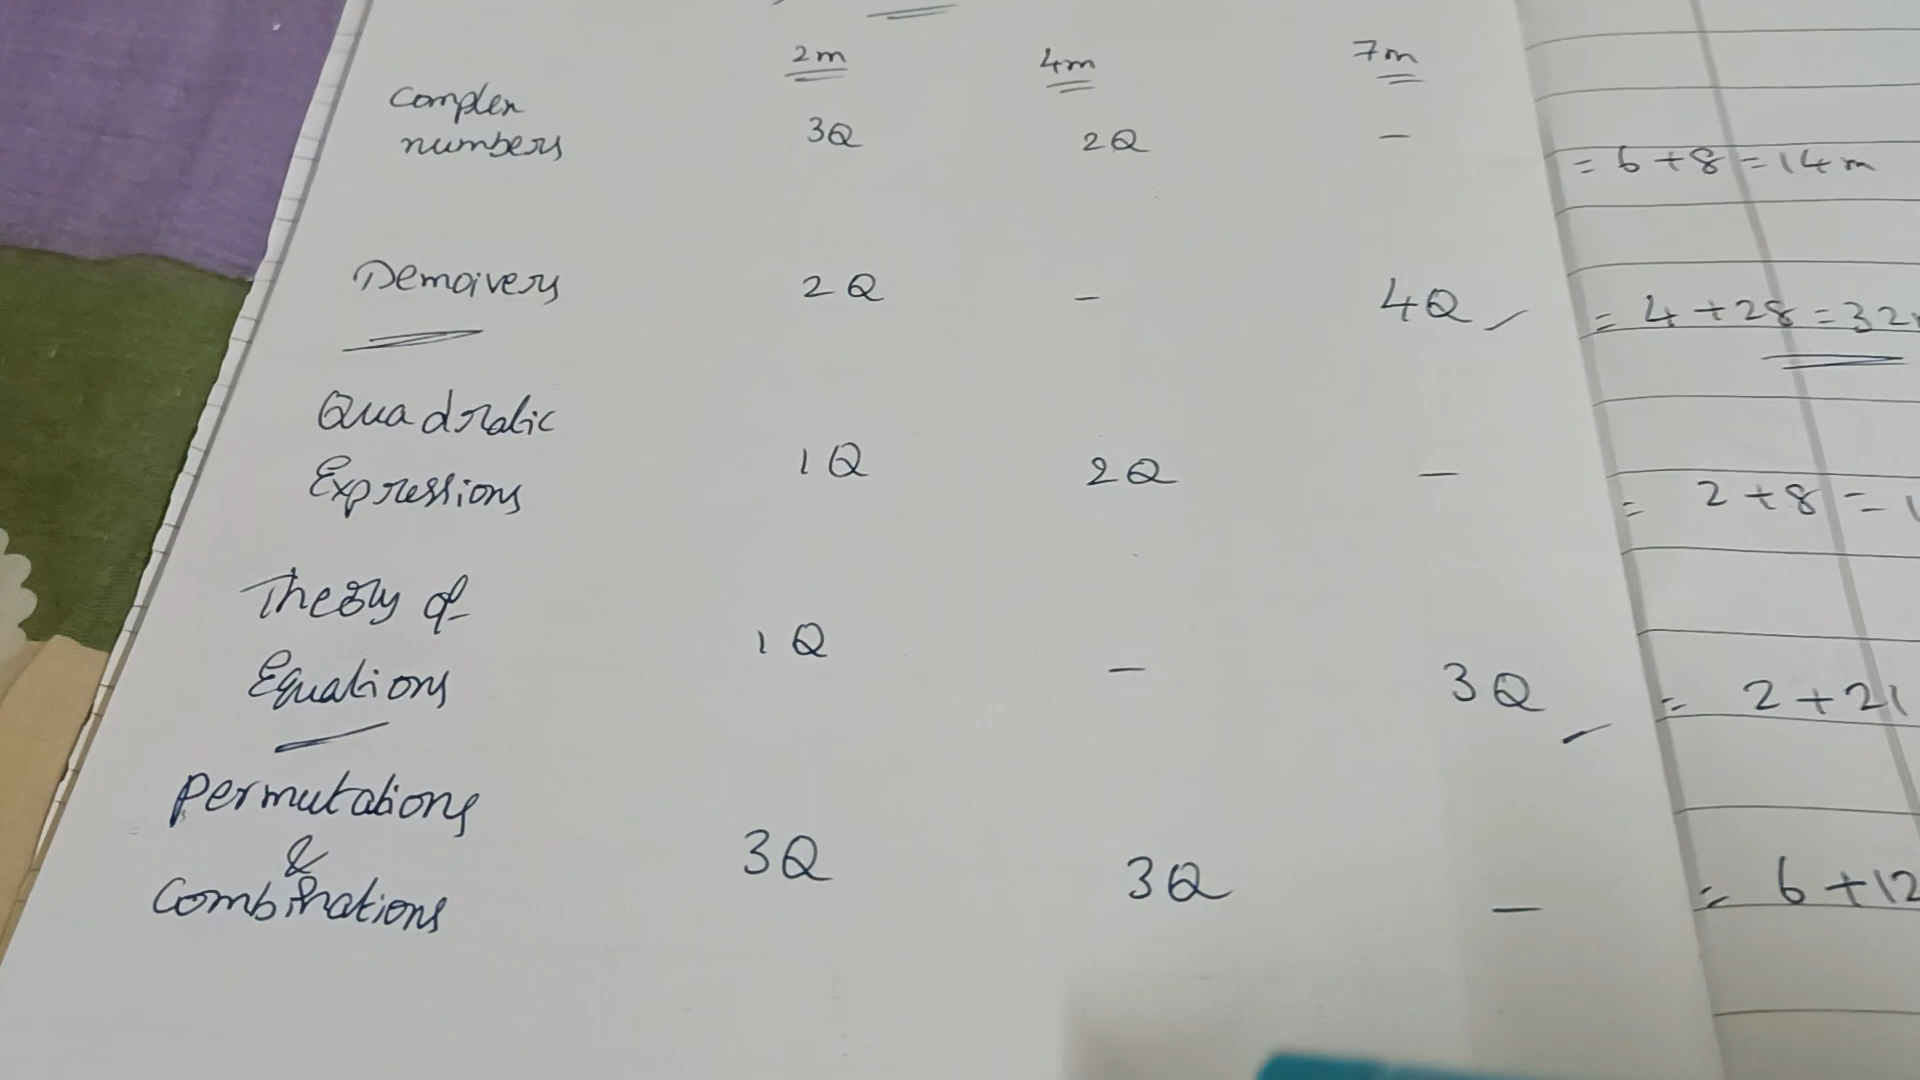 2m 4m 7m
Complex
numbers 3Q 2Q - = 6+8 = 14m
Demoivers 2Q - 4Q = 4+28 = 32
Quadratic
Expressions 1Q 2Q - = 2+8 =
Theory of
Equations 1Q - 3Q = 2+21
Permutations
&
Combinations 3Q 3Q - = 6+12